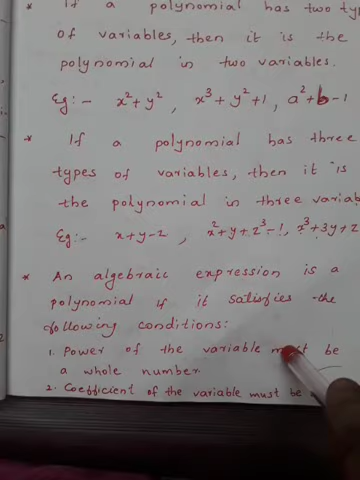 * If a polynomial has two
of variables, then it is the
polynomial in two variables.
Eg:- x²+y², x³+y²+1, a²+b-1
* If a polynomial has three
types of variables, then it is
the polynomial in three
Eg:- x+y-z, x²+y+z³-1, x³+3y+z
* An algebraic expression is a
polynomial if it satisfies the
following conditions:
1. Power of the variable must be
a whole number
2. Coefficient of the variable must be